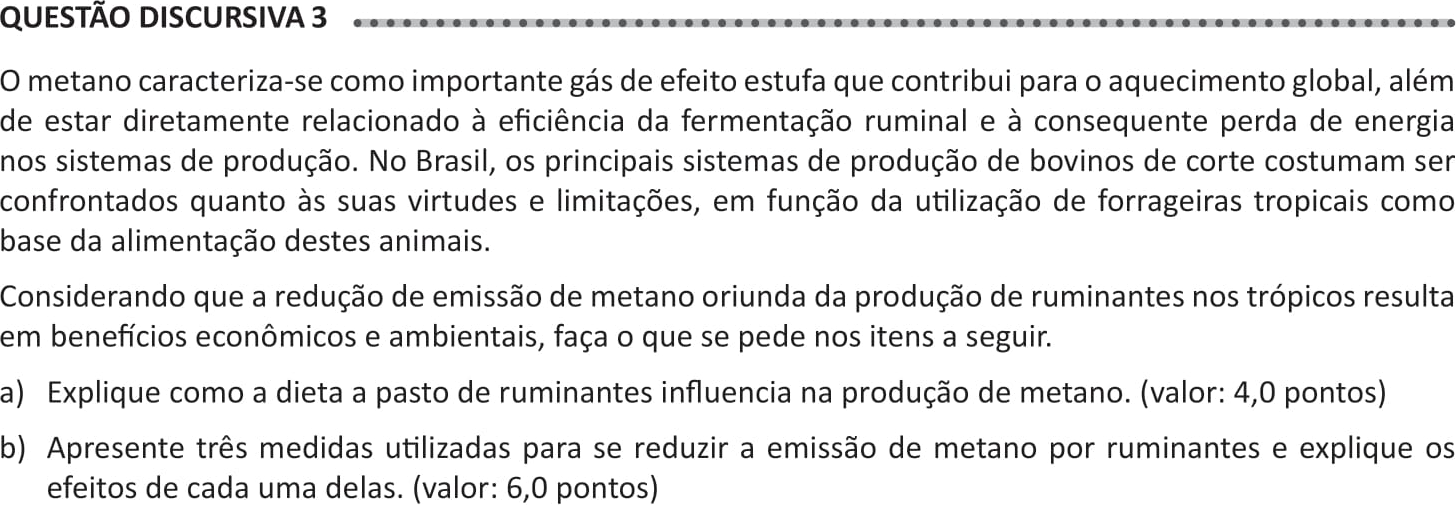 QUESTÃO DISCURSIVA 3
O metano caracteriza-se como importante gás de efeito estufa que contribui para o aquecimento global, além
de estar diretamente relacionado à eficiência da fermentação ruminal e à consequente perda de energia
nos sistemas de produção. No Brasil, os principais sistemas de produção de bovinos de corte costumam ser
confrontados quanto às suas virtudes e limitações, em função da utilização de forrageiras tropicais como
base da alimentação destes animais.
Considerando que a redução de emissão de metano oriunda da produção de ruminantes nos trópicos resulta
em benefícios econômicos e ambientais, faça o que se pede nos itens a seguir.
a) Explique como a dieta a pasto de ruminantes influencia na produção de metano. (valor: 4,0 pontos)
b) Apresente três medidas utilizadas para se reduzir a emissão de metano por ruminantes e explique os
efeitos de cada uma delas. (valor: 6,0 pontos)